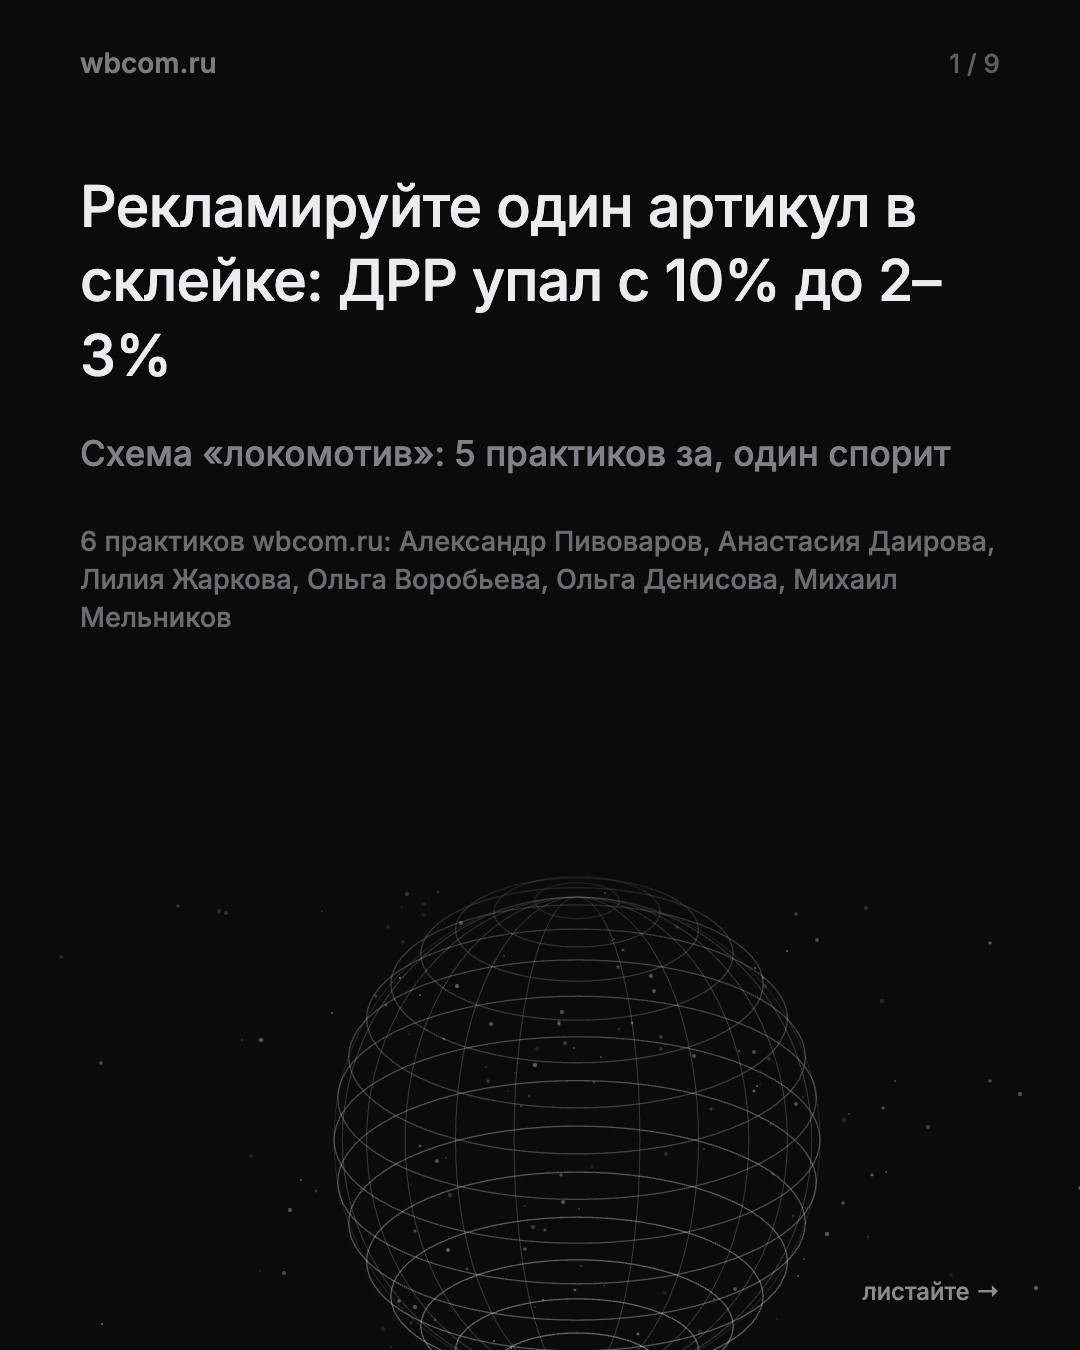 wbcom.ru
1 / 9
Рекламируйте один артикул в
склейке: ДРР упал с 10% до 2–
3%
Схема «локомотив»: 5 практиков за, один спорит
6 практиков wbcom.ru: Александр Пивоваров, Анастасия Даирова,
Лилия Жаркова, Ольга Воробьева, Ольга Денисова, Михаил
Мельников
листайте →